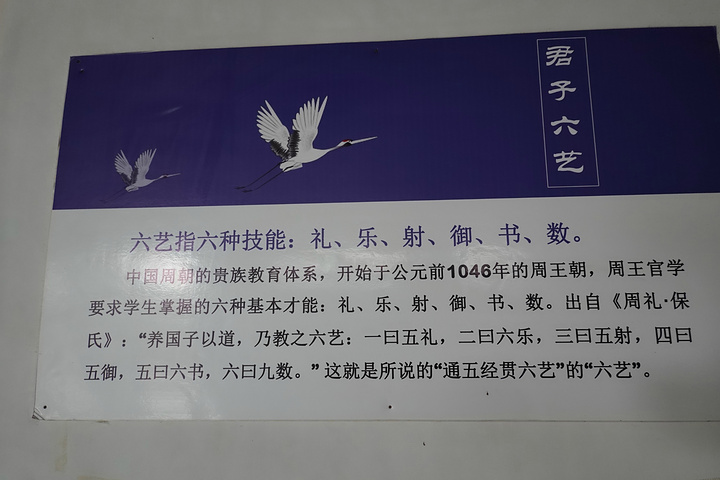 君子六艺
六艺指六种技能：礼、乐、射、御、书、数。
中国周朝的贵族教育体系，开始于公元前1046年的周王朝，周王官学
要求学生掌握的六种基本才能：礼、乐、射、御、书、数。出自《周礼·保
氏》：“养国子以道，乃教之六艺：一曰五礼，二曰六乐，三曰五射，四曰
五御，五曰六书，六曰九数。”这就是所说的“通五经贯六艺”的“六艺”。